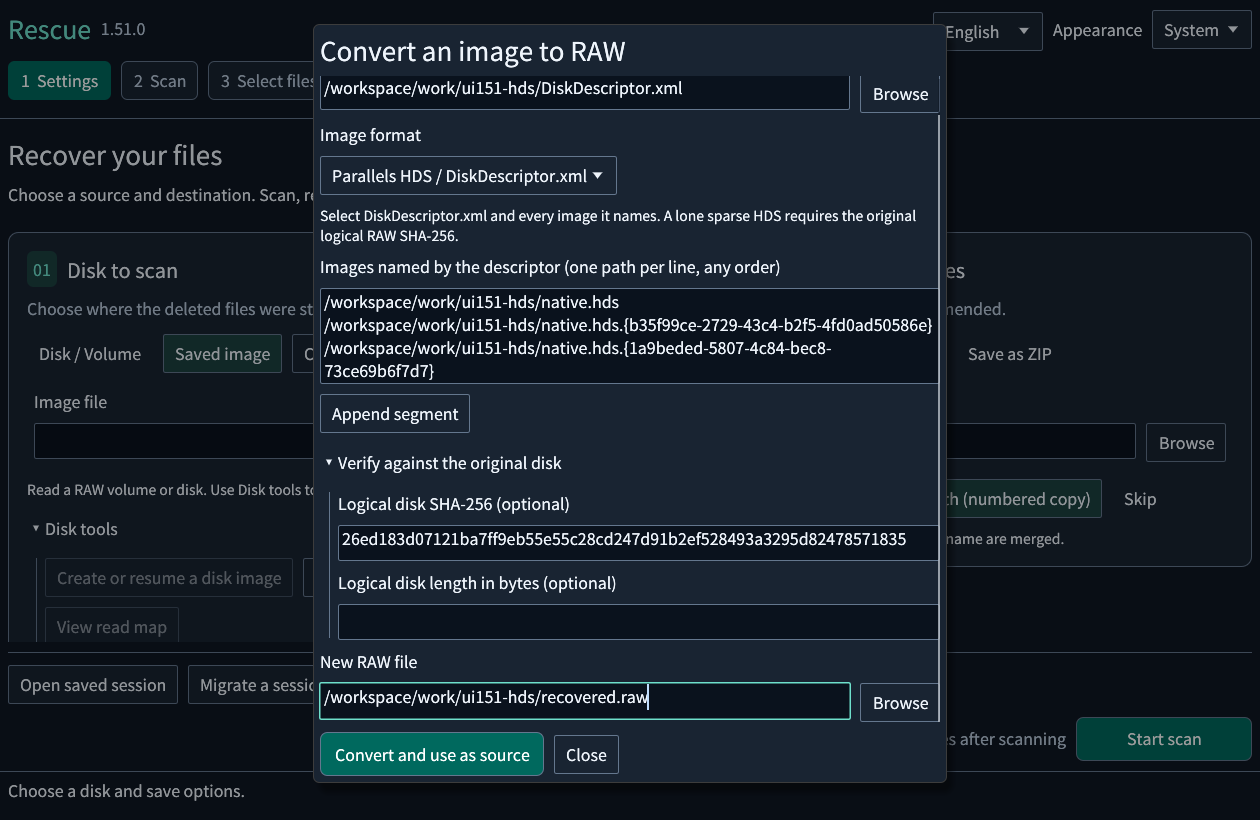 Rescue 1.51.0
English
Appearance
System
1 Settings
2 Scan
3 Select files
Recover your files
Choose a source and destination. Scan, re
01 Disk to scan
Choose where the deleted files were st
Disk / Volume
Saved image
Image file
Read a RAW volume or disk. Use Disk tools to
Disk tools
Create or resume a disk image
View read map
Open saved session
Migrate a sessio
Choose a disk and save options.
Convert an image to RAW
/workspace/work/ui151-hds/DiskDescriptor.xml
Browse
Image format
Parallels HDS / DiskDescriptor.xml
Select DiskDescriptor.xml and every image it names. A lone sparse HDS requires the original
logical RAW SHA-256.
Images named by the descriptor (one path per line, any order)
/workspace/work/ui151-hds/native.hds
/workspace/work/ui151-hds/native.hds.{b35f99ce-2729-43c4-b2f5-4fd0ad50586e}
/workspace/work/ui151-hds/native.hds.{1a9beded-5807-4c84-bec8-
73ce69b6f7d7}
Append segment
Verify against the original disk
Logical disk SHA-256 (optional)
26ed183d07121ba7ff9eb55e55c28cd247d91b2ef528493a3295d82478571835
Logical disk length in bytes (optional)
New RAW file
/workspace/work/ui151-hds/recovered.raw
Browse
Convert and use as source
Close
es
mended.
Save as ZIP
Browse
th (numbered copy)
Skip
name are merged.
es after scanning
Start scan